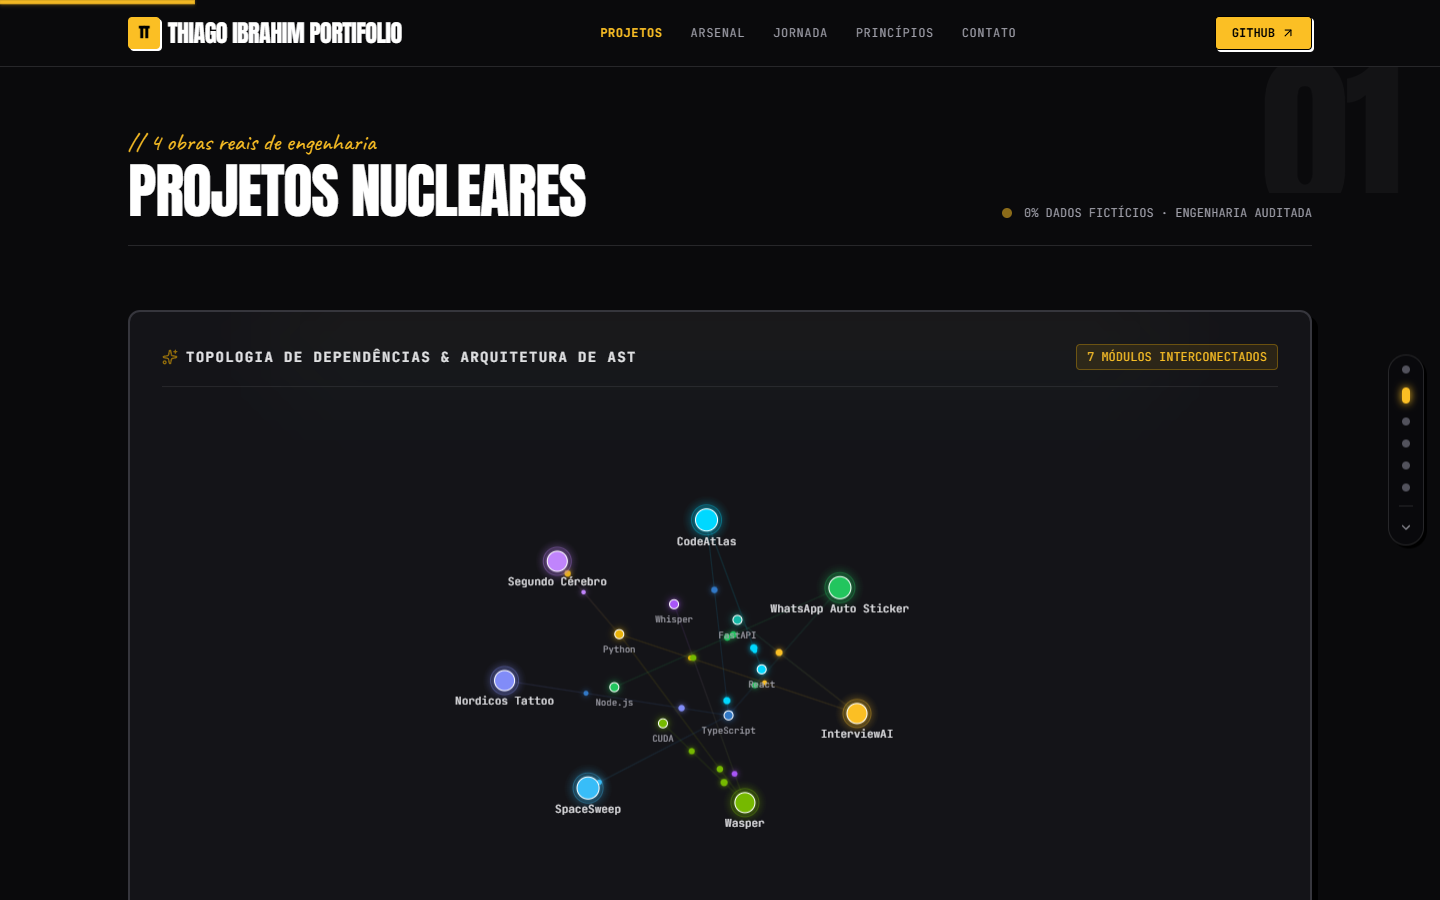 TI
THIAGO IBRAHIM PORTIFOLIO
PROJETOS
ARSENAL
JORNADA
PRINCÍPIOS
CONTATO
GITHUB
01
// 4 obras reais de engenharia
PROJETOS NUCLEARES
0% DADOS FICTÍCIOS · ENGENHARIA AUDITADA
TOPOLOGIA DE DEPENDÊNCIAS & ARQUITETURA DE AST
7 MÓDULOS INTERCONECTADOS
CodeAtlas
Segundo Cérebro
WhatsApp Auto Sticker
Whisper
FastAPI
Python
React
Nordicos Tattoo
Node.js
TypeScript
CUDA
InterviewAI
SpaceSweep
Wasper